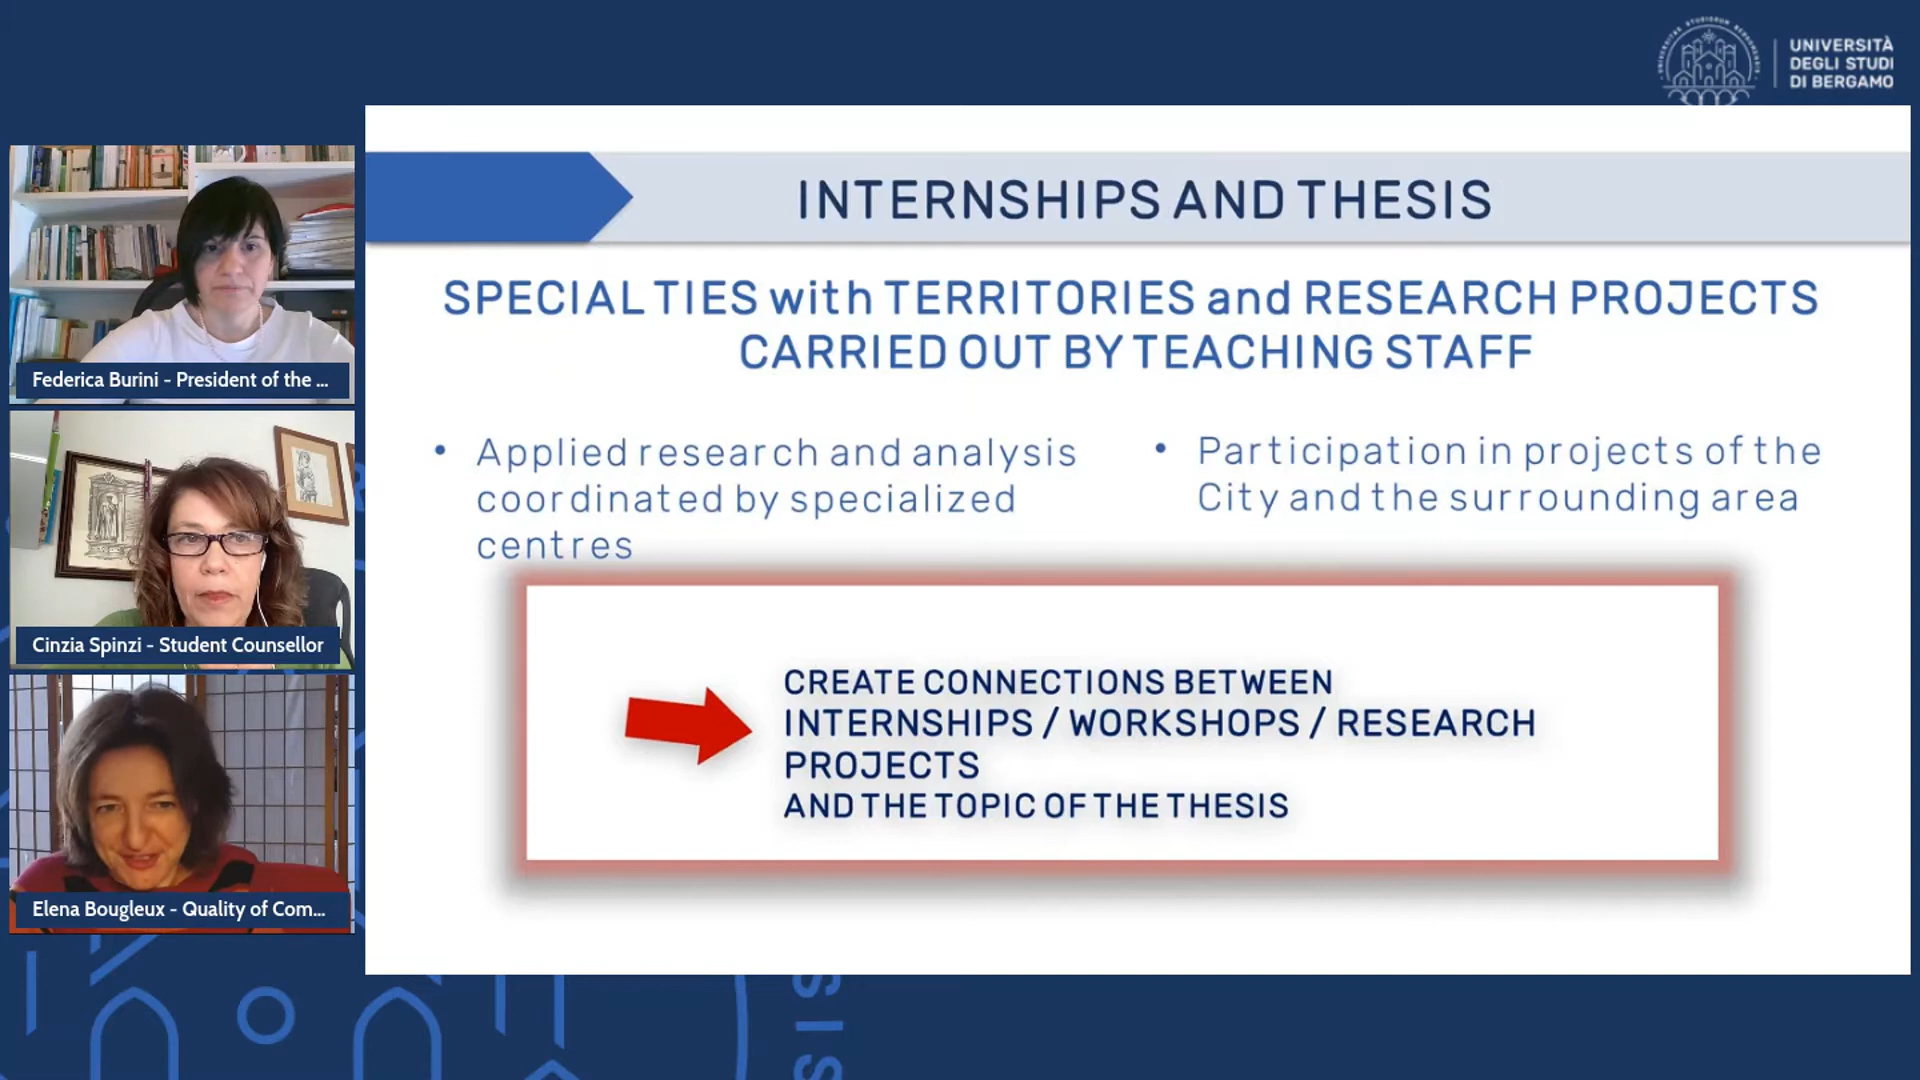 UNIVERSITÀ
DEGLI STUDI
DI BERGAMO
INTERNSHIPS AND THESIS
SPECIAL TIES with TERRITORIES and RESEARCH PROJECTS
CARRIED OUT BY TEACHING STAFF
• Applied research and analysis
coordinated by specialized
centres
• Participation in projects of the
City and the surrounding area
CREATE CONNECTIONS BETWEEN
INTERNSHIPS / WORKSHOPS / RESEARCH
PROJECTS
AND THE TOPIC OF THE THESIS
Federica Burini - President of the ...
Cinzia Spinzi - Student Counsellor
Elena Bougleux - Quality of Com...
SIS